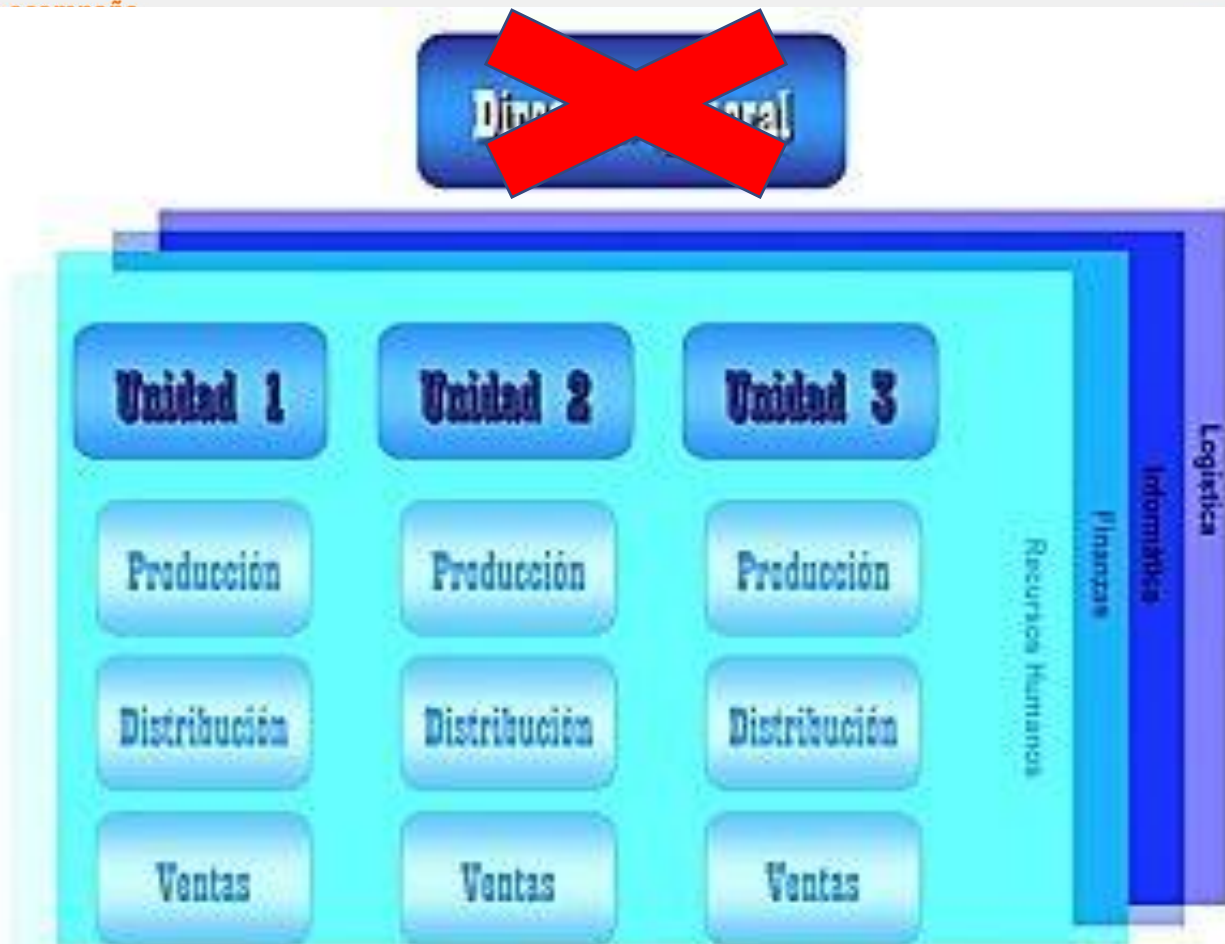 Unidad 1 Unidad 2 Unidad 3
Producción Producción Producción
Distribución Distribución Distribución
Ventas Ventas Ventas
Recursos Humanos
Finanzas
Informática
Logística